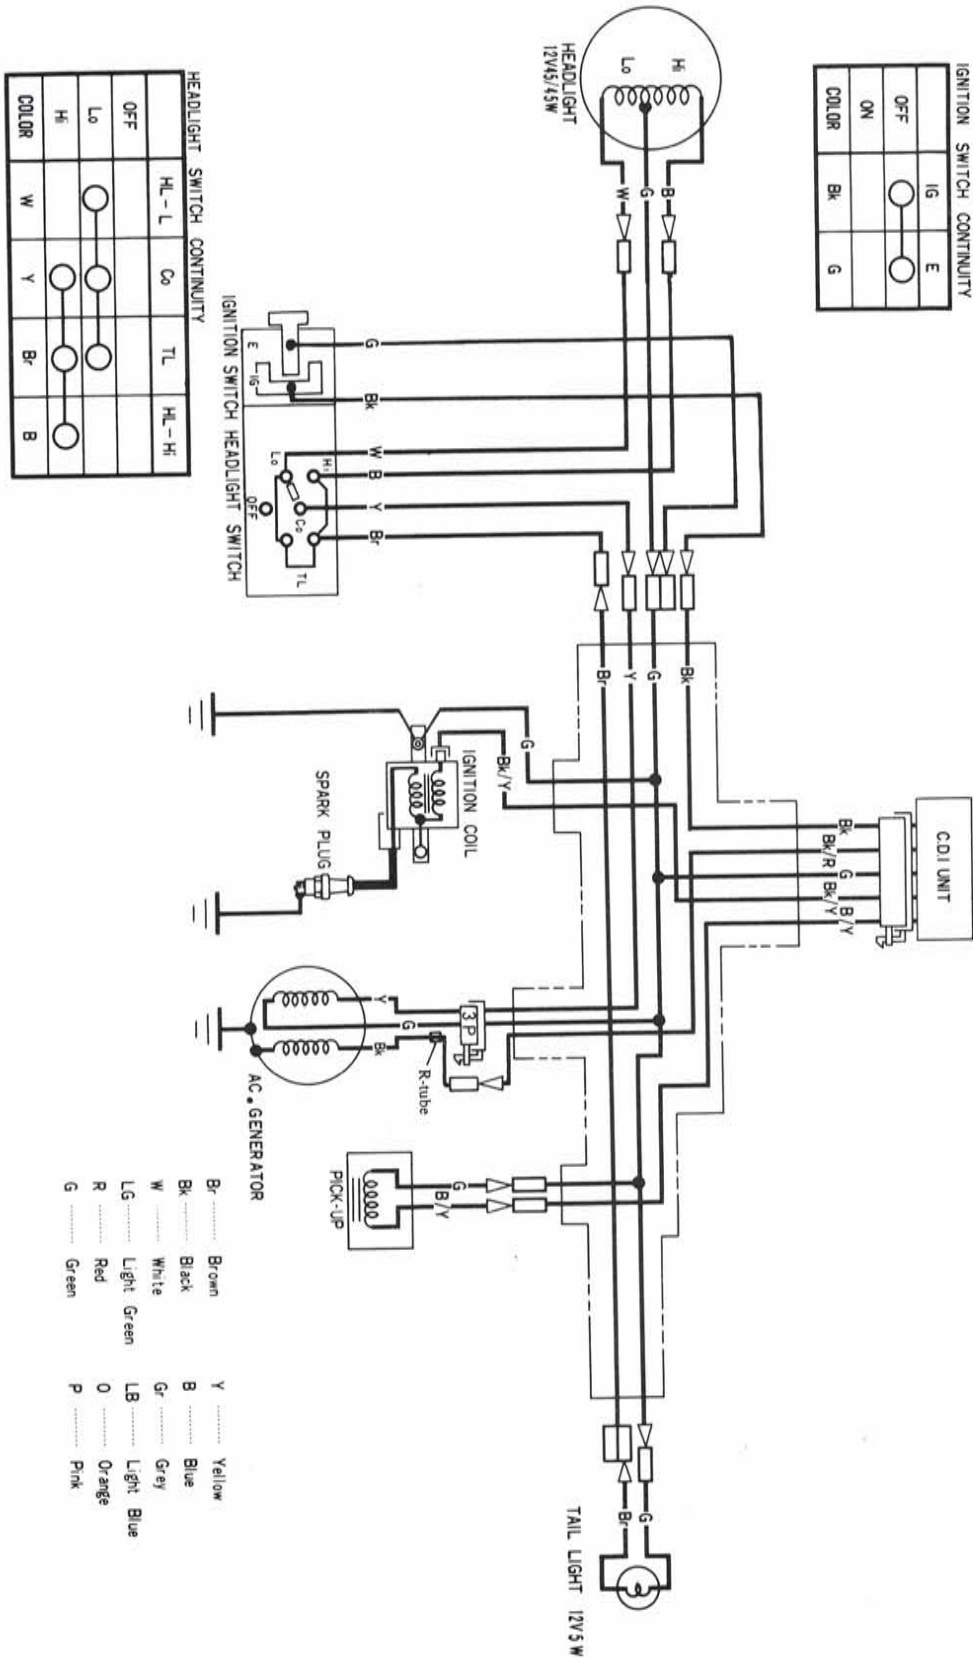 IGNITION SWITCH CONTINUITY
IG E
OFF
ON
COLOR Bk G
HEADLIGHT
12V45/45W
Hi
Lo
B
G
W
HEADLIGHT SWITCH CONTINUITY
HL-L Co TL HL-Hi
OFF
Lo
Hi
COLOR W Y Br B
IGNITION SWITCH HEADLIGHT SWITCH
E
IG
G
Bk
Lo
Hi
OFF
Co
TL
W
B
Y
Br
Bk
G
Y
Br
C.D.I UNIT
Bk
Bk/R
G
Bk/Y
B/Y
G
Bk/Y
IGNITION COIL
SPARK PLUG
Y
G
Bk
3P
R-tube
AC. GENERATOR
G
B/Y
PICK-UP
G
Br
TAIL LIGHT 12V5W
Br ........ Brown Y ........ Yellow
Bk ........ Black B ........ Blue
W ........ White Gr ........ Grey
LG ........ Light Green LB ........ Light Blue
R ........ Red O ........ Orange
G ........ Green P ........ Pink